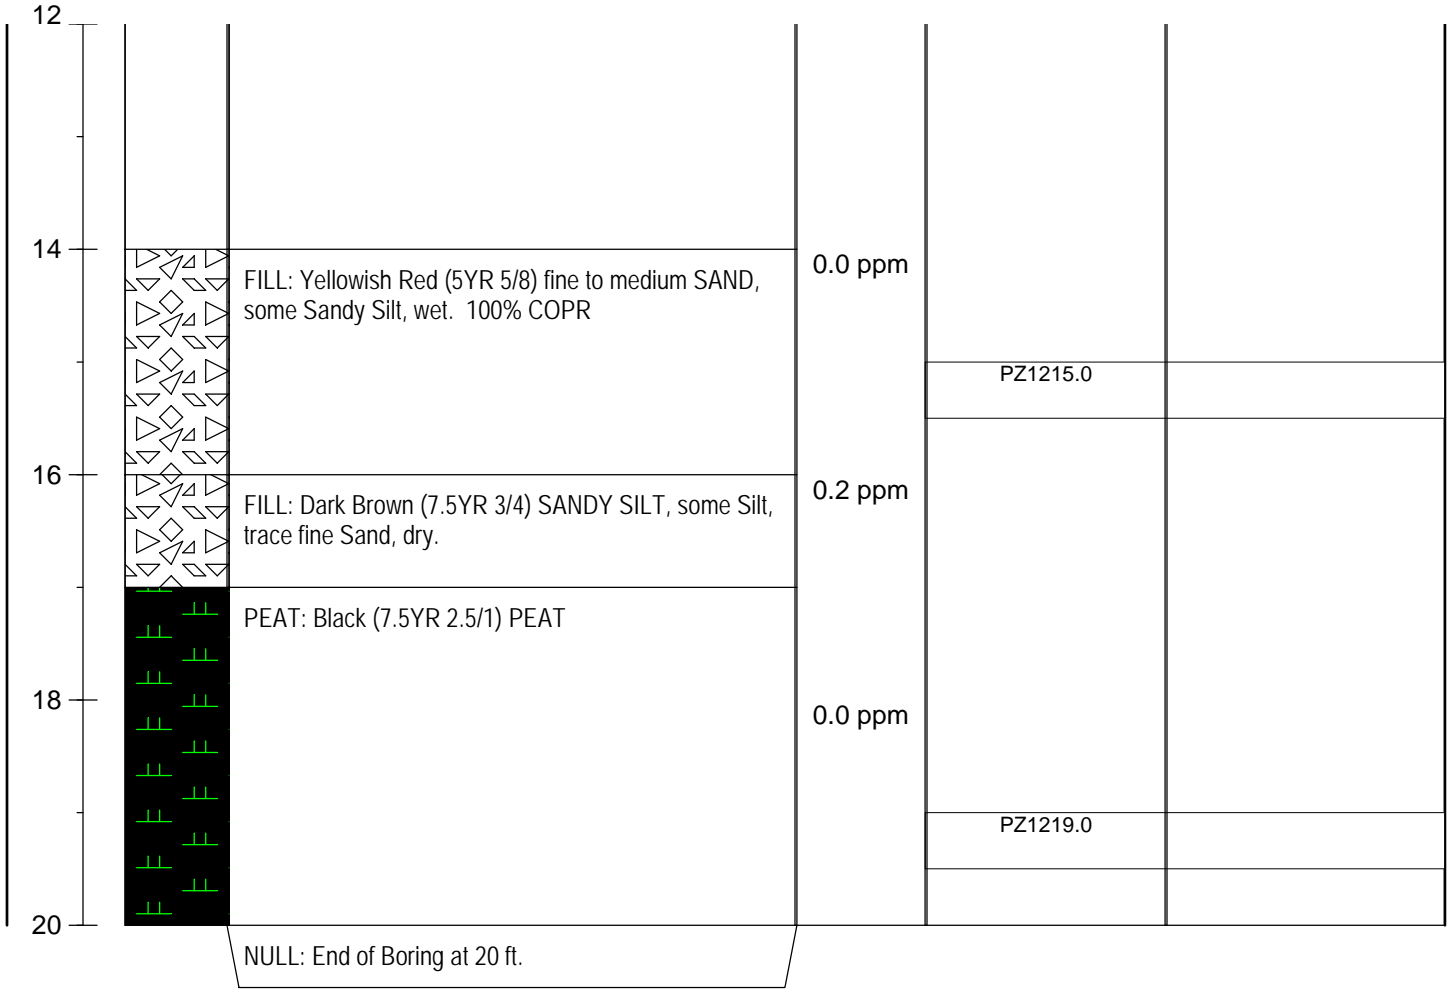 12
14
0.0 ppm
FILL: Yellowish Red (5YR 5/8) fine to medium SAND,
some Sandy Silt, wet.  100% COPR
PZ1215.0
16
0.2 ppm
FILL: Dark Brown (7.5YR 3/4) SANDY SILT, some Silt,
trace fine Sand, dry.
PEAT: Black (7.5YR 2.5/1) PEAT
18
0.0 ppm
PZ1219.0
20
NULL: End of Boring at 20 ft.